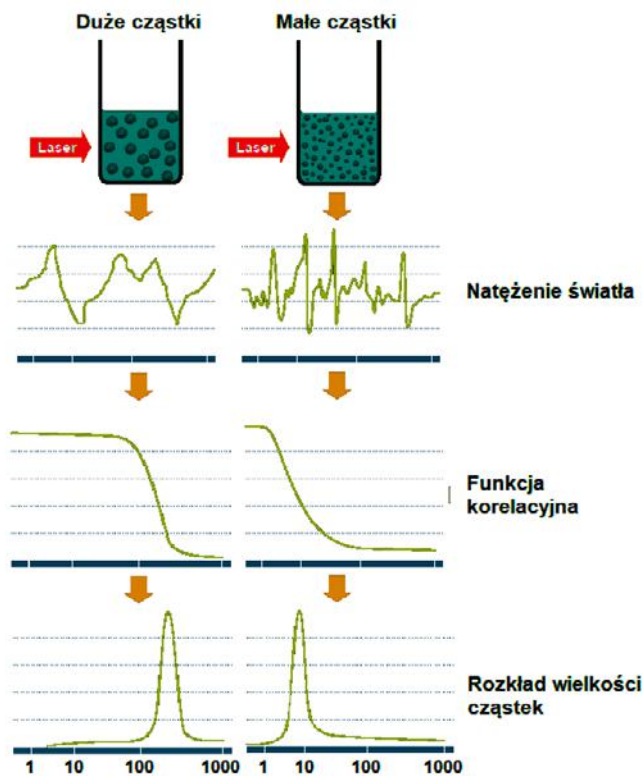 Duże cząstki
Małe cząstki
Laser
Laser
Natężenie światła
Funkcja
korelacyjna
Rozkład wielkości
cząstek
1 10 100 1000
1 10 100 1000